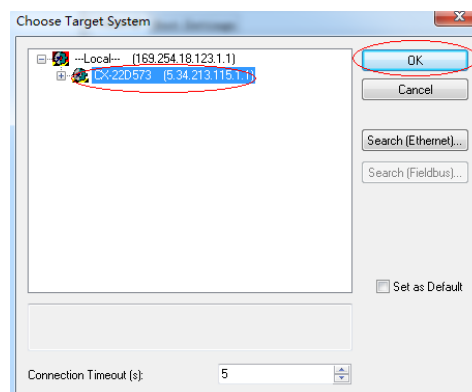 Choose Target System
---Local--- (169.254.18.123.1.1)
CX-22D573 (5.34.213.115.1.1)
OK
Cancel
Search (Ethernet)...
Search (Fieldbus)...
Set as Default
Connection Timeout (s):
5